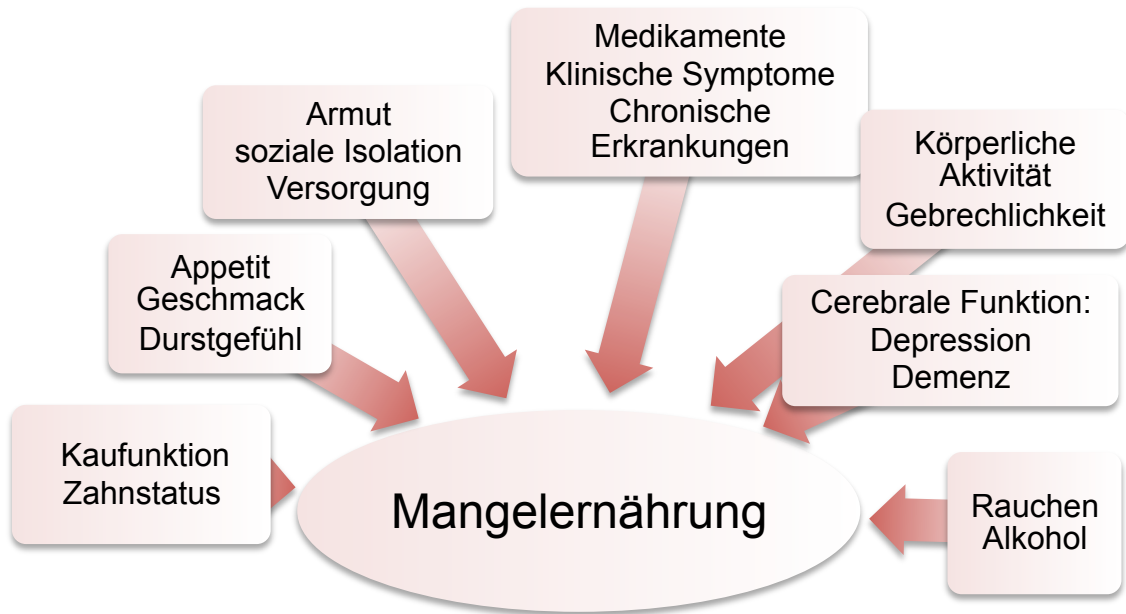 Medikamente
Klinische Symptome
Chronische
Erkrankungen
Armut
soziale Isolation
Versorgung
Körperliche
Aktivität
Gebrechlichkeit
Appetit
Geschmack
Durstgefühl
Cerebrale Funktion:
Depression
Demenz
Kaufunktion
Zahnstatus
Mangelernährung
Rauchen
Alkohol